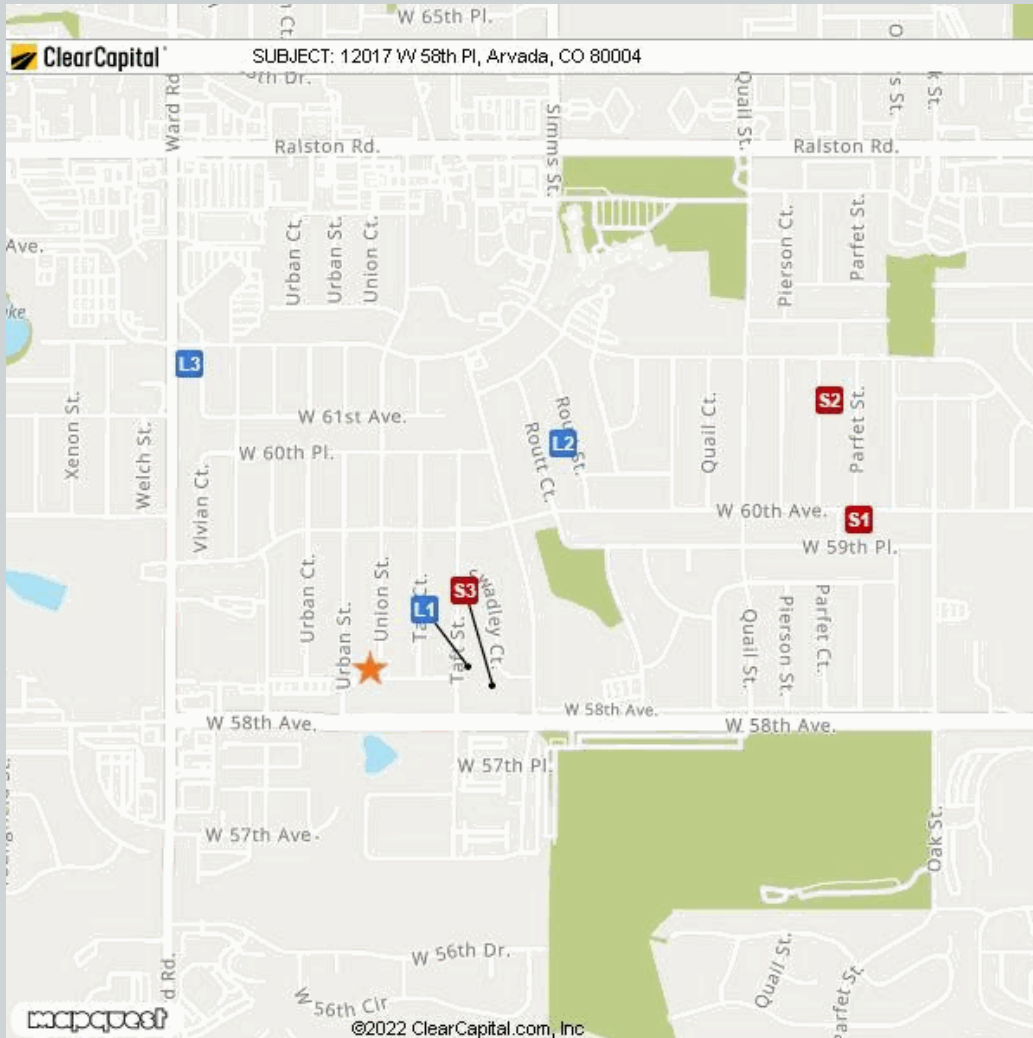 W 65th Pl.
ClearCapital
SUBJECT: 12017 W 58th Pl, Arvada, CO 80004
Ward Rd
Simms St.
Quail St.
Ralston Rd.
Ralston Rd.
Ave.
Urban Ct.
Urban St.
Union Ct.
Pierson Ct.
Parfet St.
L3
S2
W 61st Ave.
L2
Routt Ct.
Xenon St.
Welch St.
W 60th Pl.
Quail Ct.
Parfet St.
Vivian Ct.
W 60th Ave.
S1
W 59th Pl.
Urban Ct.
Urban St.
Union St.
L1
S3
Swadley Ct.
Taft St.
Quail St.
Pierson St.
Parfet Ct.
W 58th Ave.
W 58th Ave.
W 58th Ave.
W 57th Pl.
W 57th Ave.
Oak St.
W 56th Dr.
W 56th Cir
Quail St.
Parfet St.
mapquest
©2022 ClearCapital.com, Inc